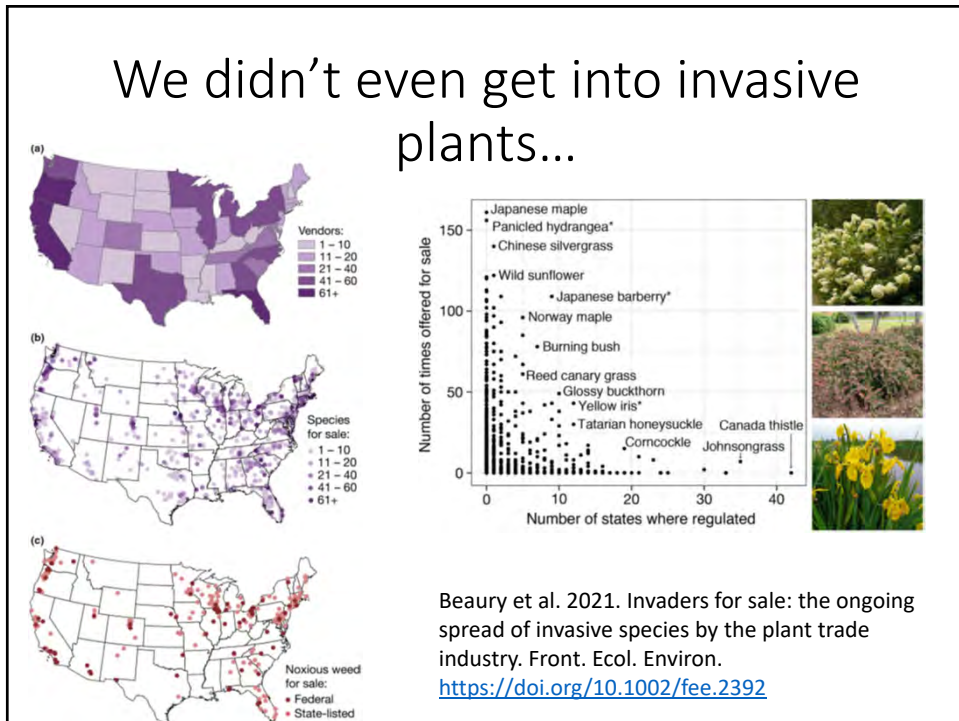 We didn't even get into invasive
plants…
(a)
Vendors:
1 – 10
11 – 20
21 – 40
41 – 60
61+
(b)
Species
for sale:
1 – 10
11 – 20
21 – 40
41 – 60
61+
(c)
Noxious weed
for sale:
Federal
State-listed
Number of times offered for sale
150
100
50
0
Japanese maple
Panicled hydrangea*
Chinese silvergrass
Wild sunflower
Japanese barberry*
Norway maple
Burning bush
Reed canary grass
Glossy buckthorn
Yellow iris*
Tatarian honeysuckle
Canada thistle
Corncockle
Johnsongrass
0
10
20
30
40
Number of states where regulated
Beaury et al. 2021. Invaders for sale: the ongoing
spread of invasive species by the plant trade
industry. Front. Ecol. Environ.
https://doi.org/10.1002/fee.2392